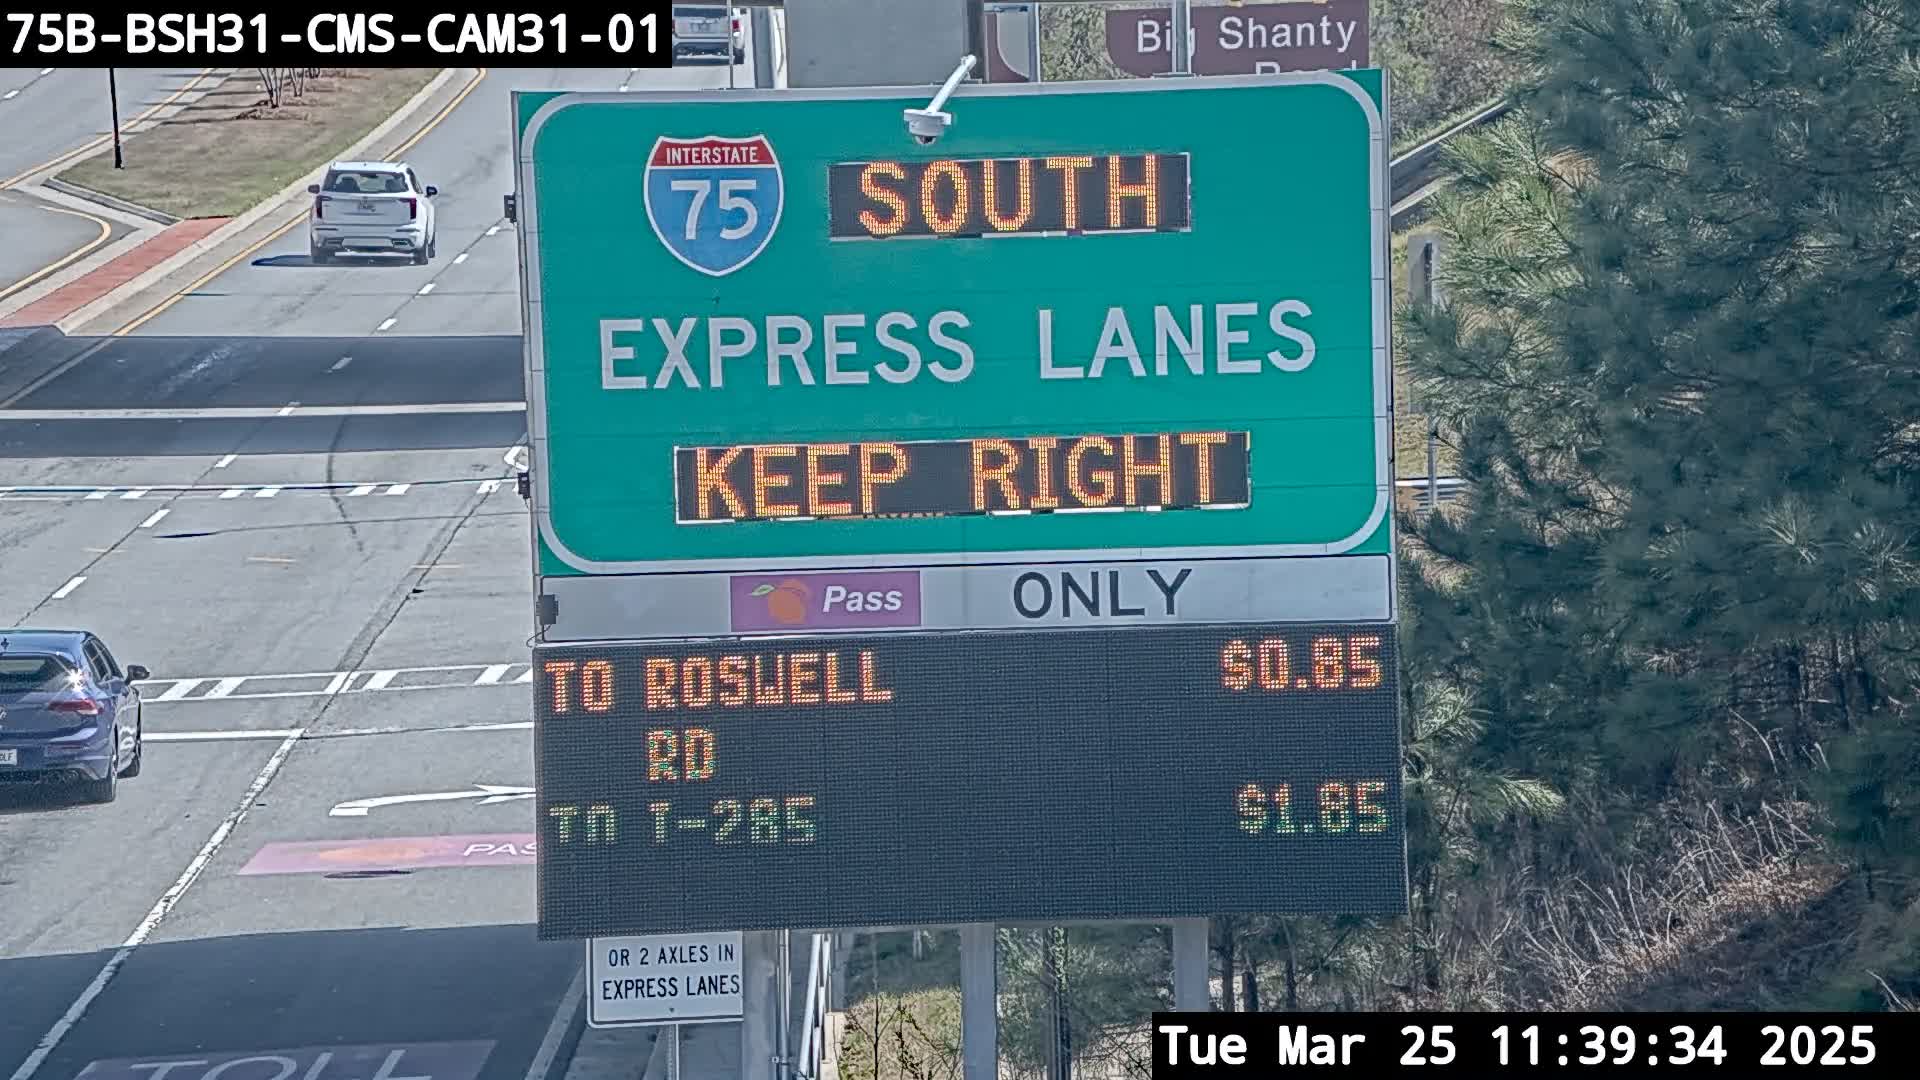 75B-BSH31-CMS-CAM31-01
Big Shanty
Road
INTERSTATE
75
SOUTH
EXPRESS LANES
KEEP RIGHT
Pass ONLY
TO ROSWELL $0.85
RD
TO I-285 $1.85
PAS
OR 2 AXLES IN
EXPRESS LANES
TOLL
Tue Mar 25 11:39:34 2025